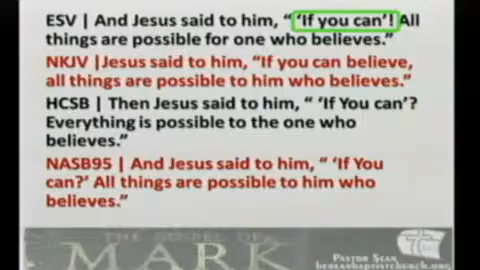 ESV | And Jesus said to him, “ ‘If you can’! All
things are possible for one who believes.”
NKJV |Jesus said to him, “If you can believe,
all things are possible to him who believes.”
HCSB | Then Jesus said to him, “ ‘If You can’?
Everything is possible to the one who
believes.”
NASB95 | And Jesus said to him, “ ‘If You
can?’ All things are possible to him who
believes.”
THE GOSPEL OF
MARK
PASTOR SEAN
bereanbaptistchurch.org